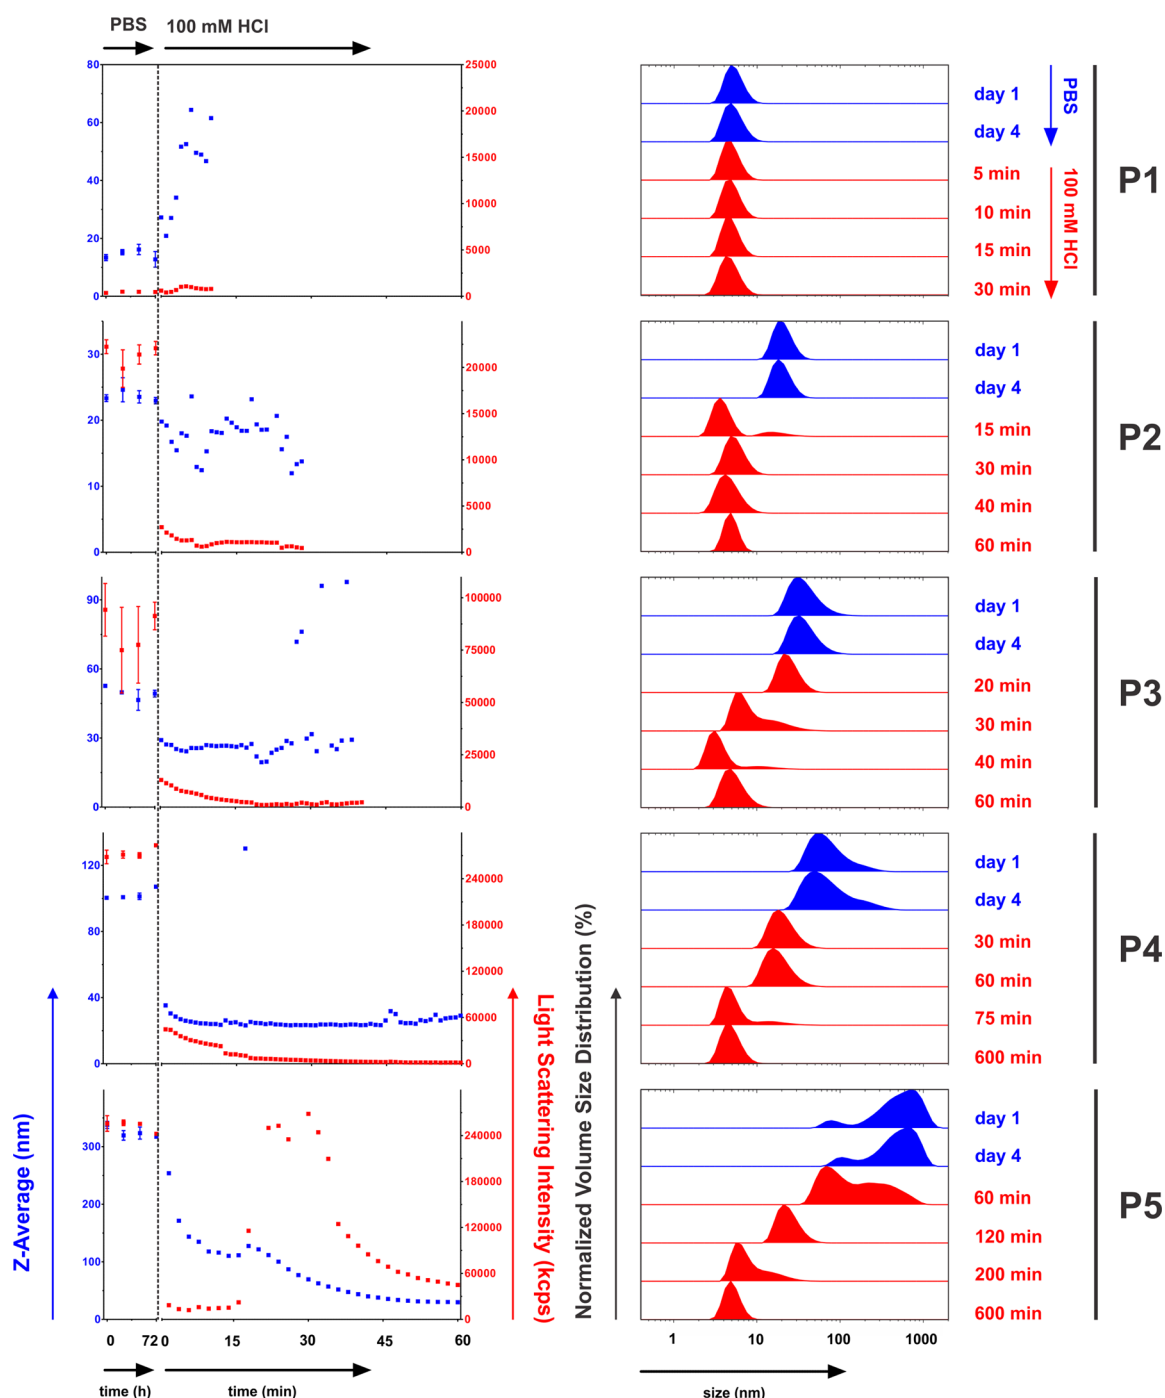 PBS 100 mM HCl
80
60
40
20
0
25000
20000
15000
10000
5000
0
day 1
day 4
5 min
10 min
15 min
30 min
PBS
100 mM HCl
P1
30
20
10
0
20000
15000
10000
5000
0
day 1
day 4
15 min
30 min
40 min
60 min
P2
90
60
30
0
100000
75000
50000
25000
0
day 1
day 4
20 min
30 min
40 min
60 min
P3
120
80
40
0
240000
180000
120000
60000
0
day 1
day 4
30 min
60 min
75 min
600 min
P4
300
200
100
0
240000
180000
120000
60000
0
day 1
day 4
60 min
120 min
200 min
600 min
P5
Z-Average (nm)
Light Scattering Intensity (kcps)
Normalized Volume Size Distribution (%)
0 72 0 15 30 45 60
1 10 100 1000
time (h) time (min) size (nm)